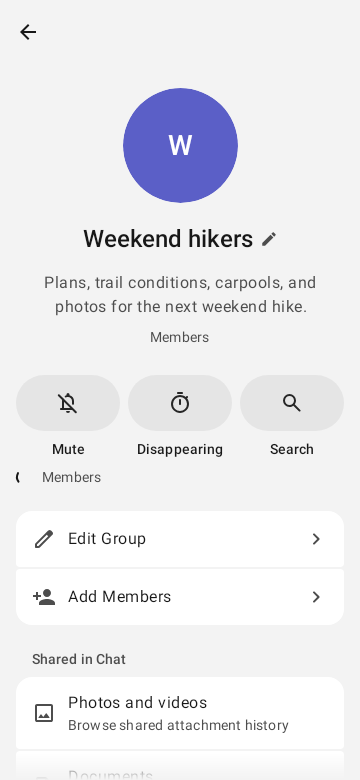 W
Weekend hikers
Plans, trail conditions, carpools, and
photos for the next weekend hike.
Members
Mute
Disappearing
Search
Members
Edit Group
Add Members
Shared in Chat
Photos and videos
Browse shared attachment history
Documents